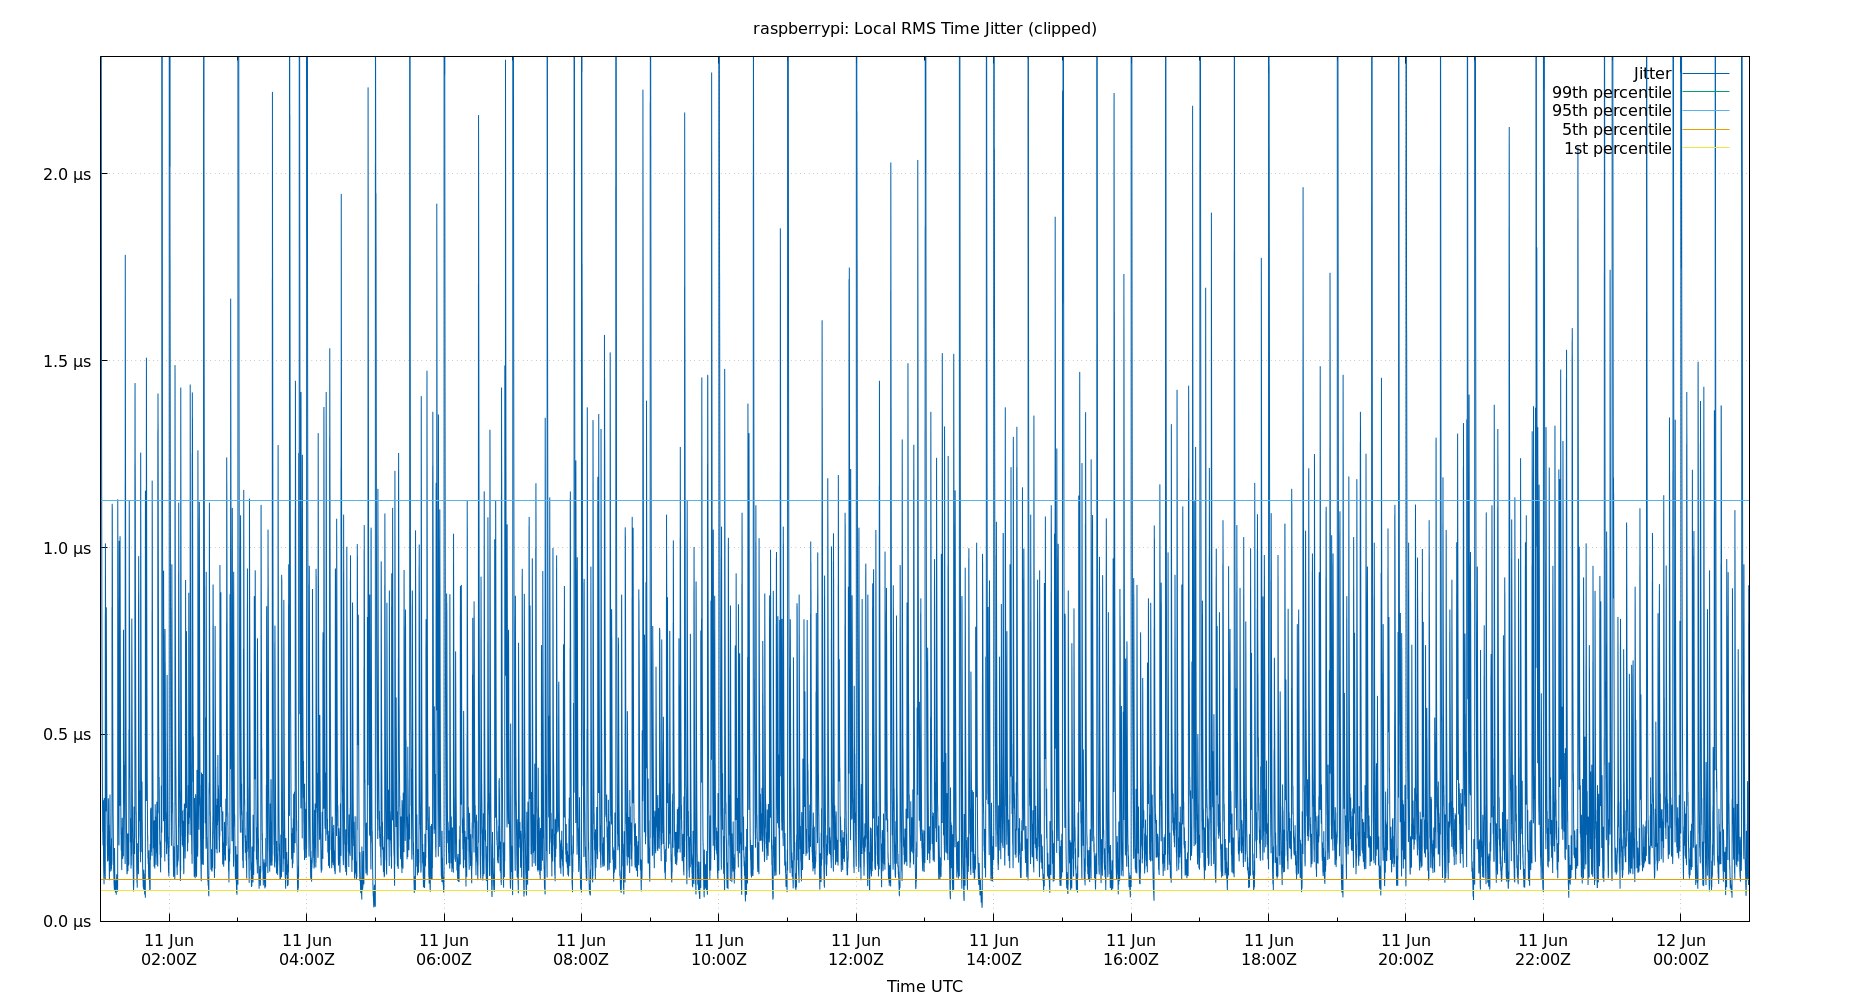 raspberrypi: Local RMS Time Jitter (clipped)
Jitter
99th percentile
95th percentile
5th percentile
1st percentile
2.0 µs
1.5 µs
1.0 µs
0.5 µs
0.0 µs
11 Jun 11 Jun 11 Jun 11 Jun 11 Jun 11 Jun 11 Jun 11 Jun 11 Jun 11 Jun 11 Jun 12 Jun
02:00Z 04:00Z 06:00Z 08:00Z 10:00Z 12:00Z 14:00Z 16:00Z 18:00Z 20:00Z 22:00Z 00:00Z
Time UTC